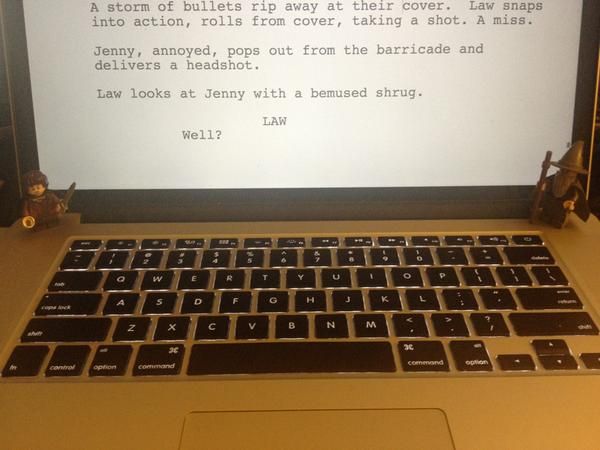 A storm of bullets rip away at their cover. Law snaps
into action, rolls from cover, taking a shot. A miss.
Jenny, annoyed, pops out from the barricade and
delivers a headshot.
Law looks at Jenny with a bemused shrug.
LAW
Well?
esc
! 1 @ 2 # 3 $ 4 % 5 ^ 6 & 7 * 8 ( 9 ) 0 delete
tab Q W E R T Y U I O P { [ } ] | \
caps lock A S D F G H J K L : ; " ' enter return
shift Z X C V B N M < , > . ? / shift
fn control alt option ⌘ command ⌘ command alt option